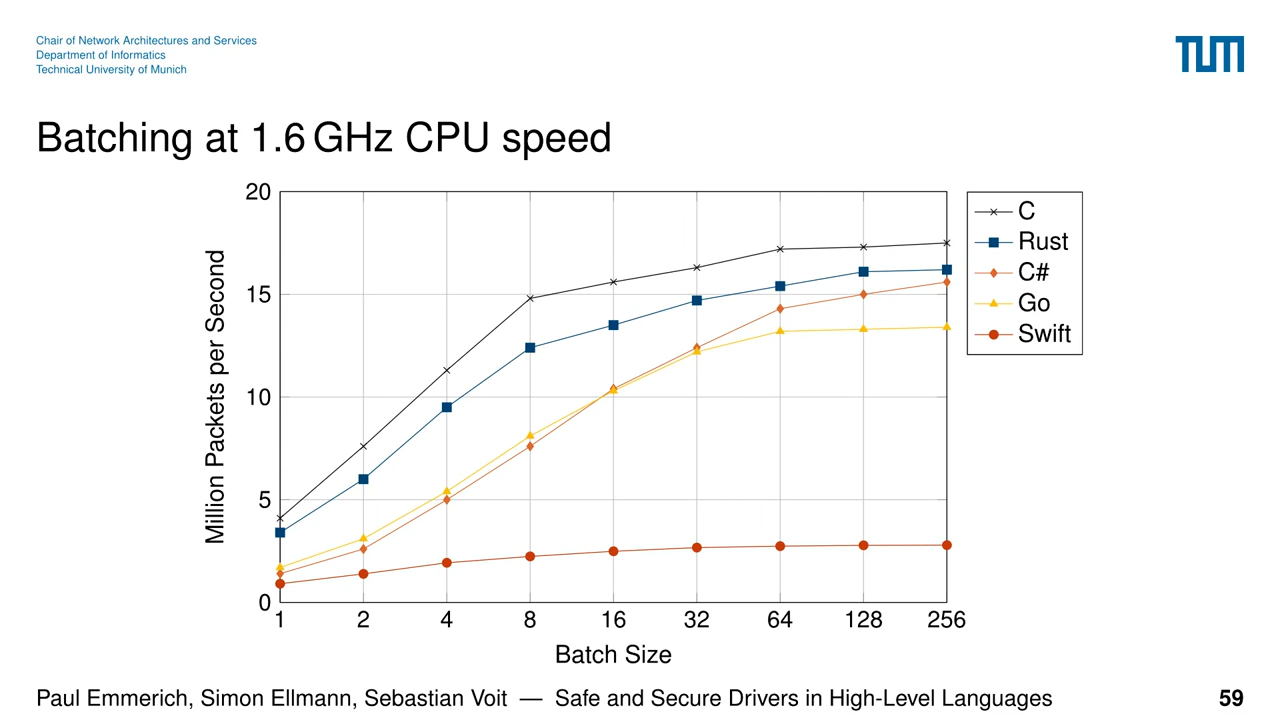 Chair of Network Architectures and Services
Department of Informatics
Technical University of Munich
TUM
Batching at 1.6 GHz CPU speed
20
15
10
5
0
Million Packets per Second
1 2 4 8 16 32 64 128 256
Batch Size
C
Rust
C#
Go
Swift
Paul Emmerich, Simon Ellmann, Sebastian Voit — Safe and Secure Drivers in High-Level Languages 59